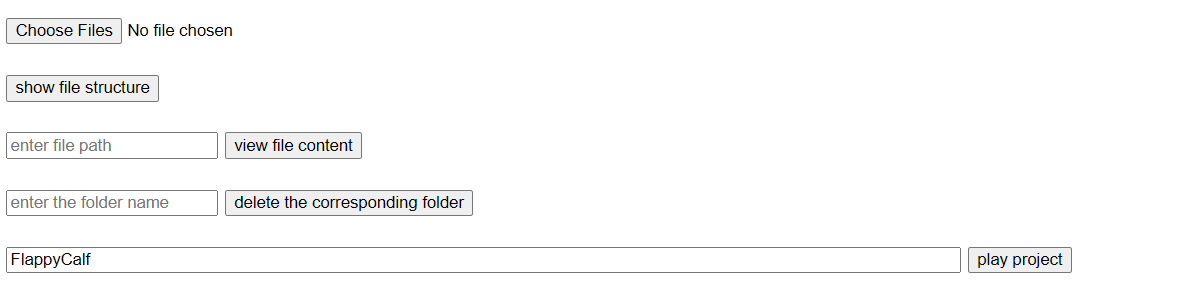 Choose Files No file chosen
show file structure
enter file path view file content
enter the folder name delete the corresponding folder
FlappyCalf play project